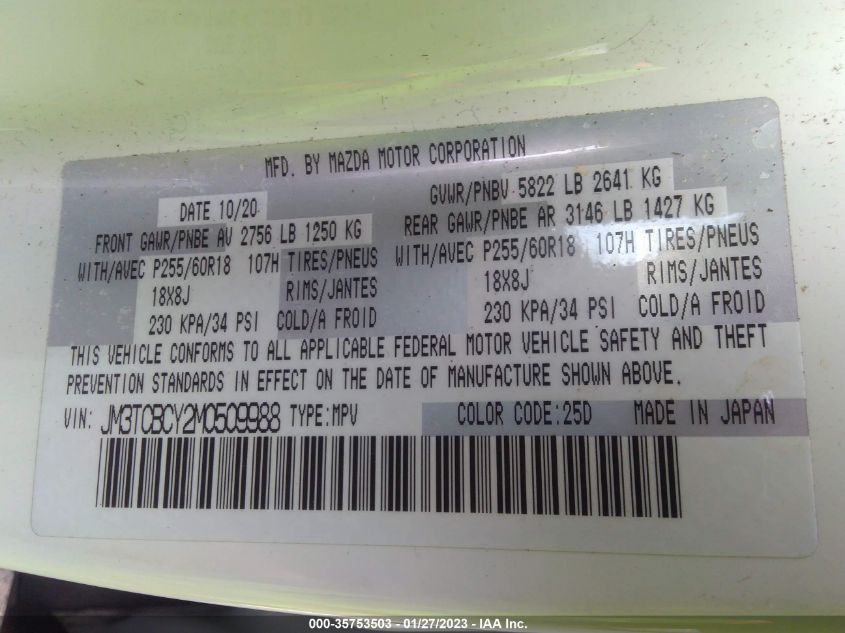 MFD. BY MAZDA MOTOR CORPORATION
DATE 10/20
GVWR/PNBV 5822 LB 2641 KG
FRONT GAWR/PNBE AV 2756 LB 1250 KG
REAR GAWR/PNBE AR 3146 LB 1427 KG
WITH/AVEC P255/60R18 107H TIRES/PNEUS
WITH/AVEC P255/60R18 107H TIRES/PNEUS
18X8J RIMS/JANTES
18X8J RIMS/JANTES
230 KPA/34 PSI COLD/A FROID
230 KPA/34 PSI COLD/A FROID
THIS VEHICLE CONFORMS TO ALL APPLICABLE FEDERAL MOTOR VEHICLE SAFETY AND THEFT
PREVENTION STANDARDS IN EFFECT ON THE DATE OF MANUFACTURE SHOWN ABOVE.
VIN: JM3TCBCY2M0509988 TYPE:MPV COLOR CODE:25D MADE IN JAPAN
000-35753503 - 01/27/2023 - IAA Inc.